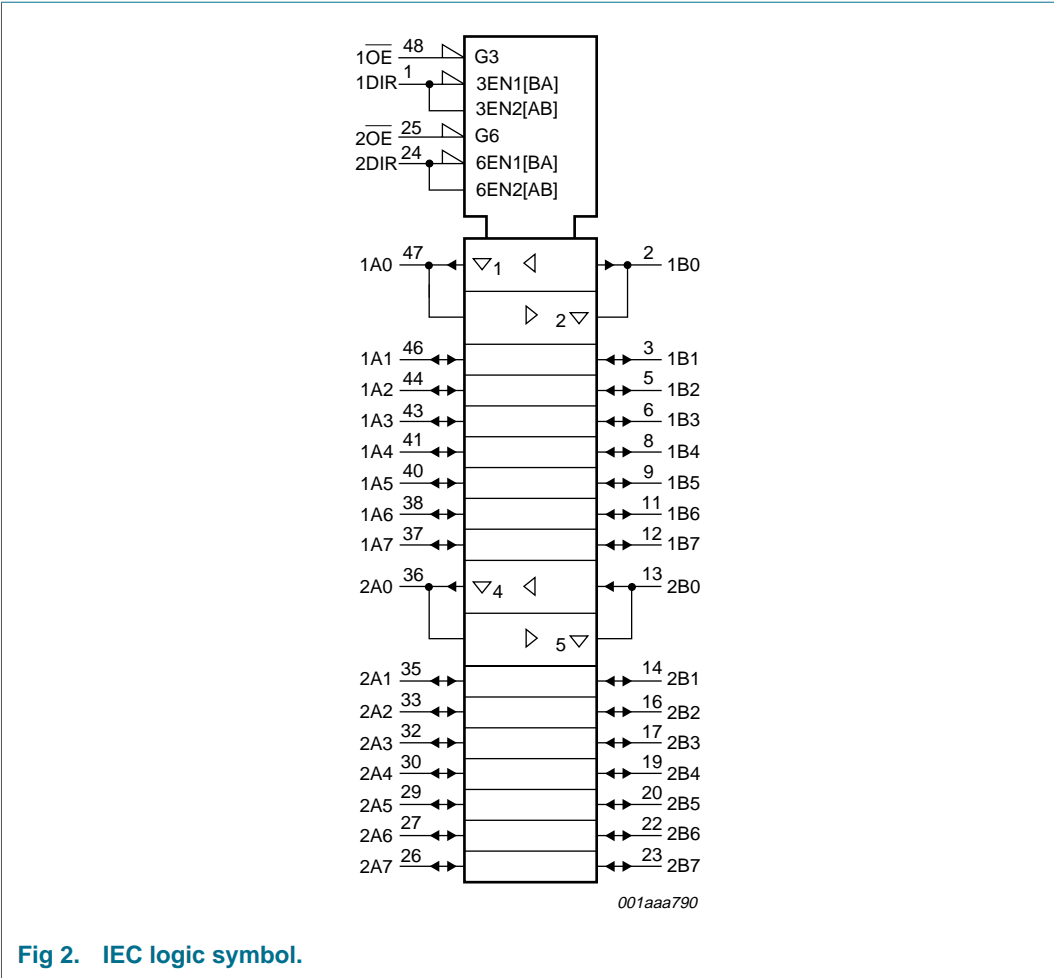 1OE 48 G3
1DIR 1 3EN1[BA]
3EN2[AB]
2OE 25 G6
2DIR 24 6EN1[BA]
6EN2[AB]
1A0 47 1 2 1B0
2
1A1 46 3 1B1
1A2 44 5 1B2
1A3 43 6 1B3
1A4 41 8 1B4
1A5 40 9 1B5
1A6 38 11 1B6
1A7 37 12 1B7
2A0 36 4 13 2B0
5
2A1 35 14 2B1
2A2 33 16 2B2
2A3 32 17 2B3
2A4 30 19 2B4
2A5 29 20 2B5
2A6 27 22 2B6
2A7 26 23 2B7
001aaa790
Fig 2. IEC logic symbol.